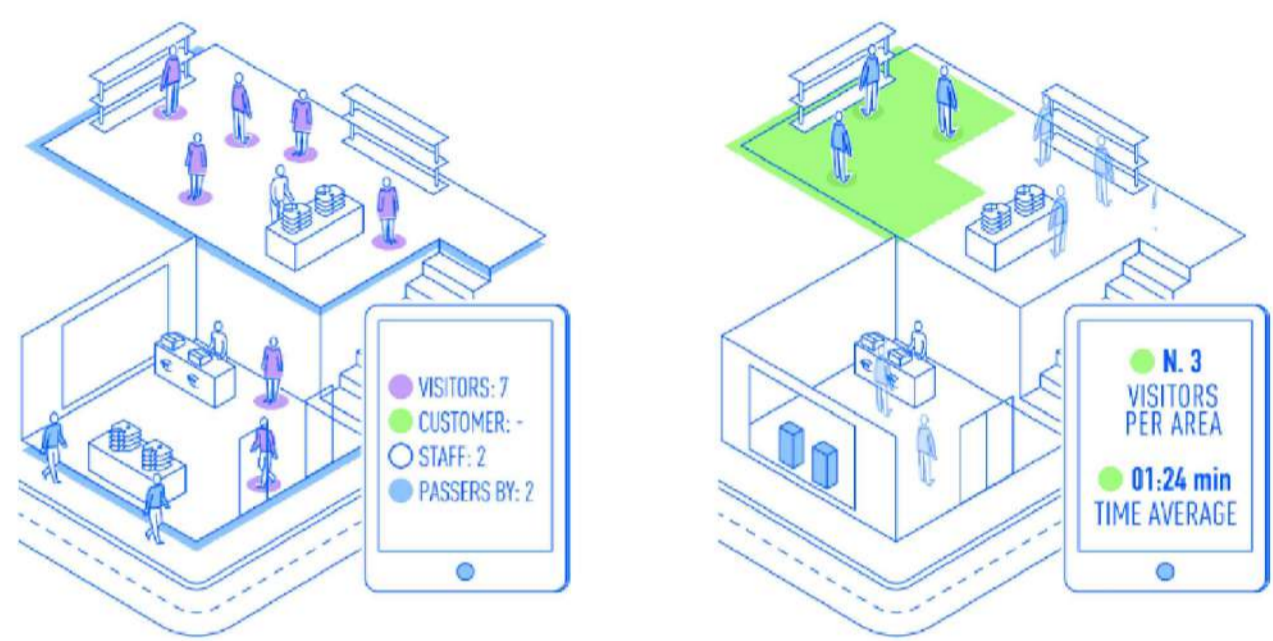 VISITORS: 7
CUSTOMER: -
STAFF: 2
PASSERS BY: 2
N. 3
VISITORS
PER AREA
01:24 min
TIME AVERAGE